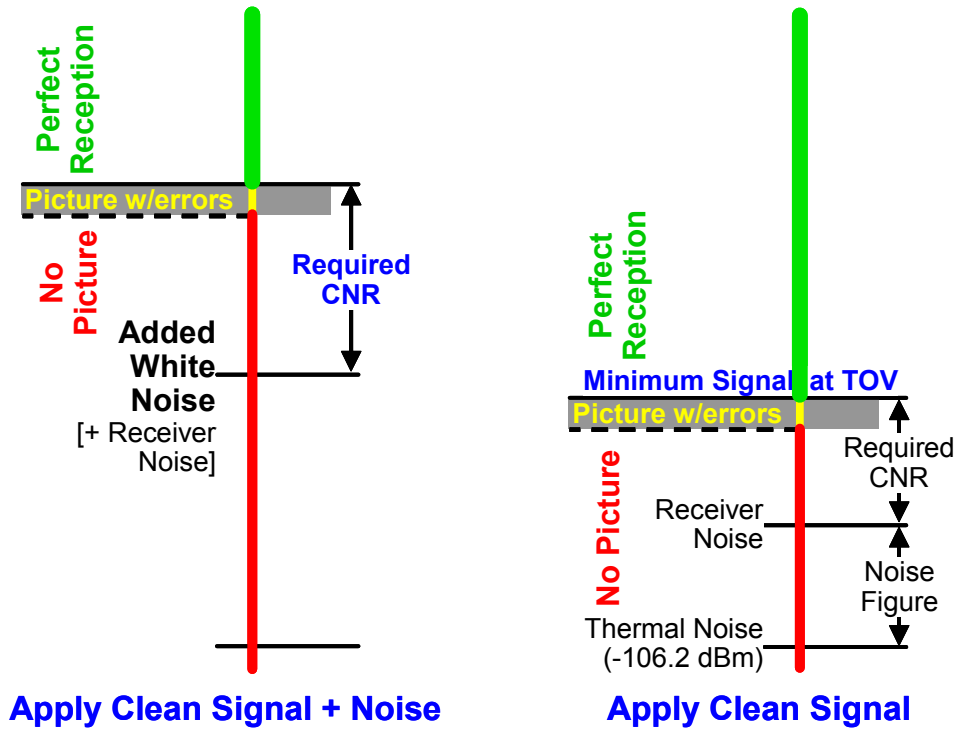 Perfect
Reception
Picture w/errors
No
Picture
Required
CNR
Added
White
Noise
[+ Receiver
Noise]
Apply Clean Signal + Noise
Perfect
Reception
Minimum Signal at TOV
Picture w/errors
No Picture
Required
CNR
Receiver
Noise
Noise
Figure
Thermal Noise
(-106.2 dBm)
Apply Clean Signal